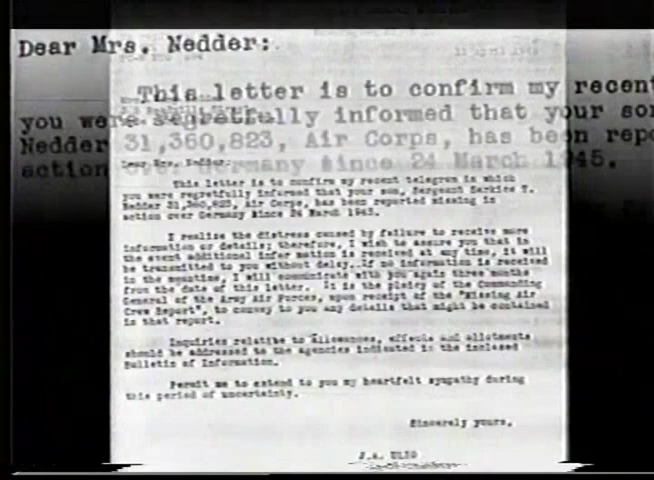 Dear Mrs. Nedder:
This letter is to confirm my recent
you were regretfully informed that your son
Nedder 31,360,823, Air Corps, has been repo
action over Germany since 24 March 1945.
Dear Mrs. Nedder:
This letter is to confirm my recent telegram in which
you were regretfully informed that your son, Sergeant Serkise T.
Nedder 31,360,823, Air Corps, has been reported missing in
action over Germany since 24 March 1945.
I realize the distress caused by failure to receive more
information or details; therefore, I wish to assure you that in
the event additional information is received at any time, it will
be transmitted to you without delay. If no information is received
in the meantime, I will communicate with you again three months
from the date of this letter. It is the policy of the Commanding
General of the Army Air Forces, upon receipt of the "Missing Air
Crew Report", to convey to you any details that might be contained
in that report.
Inquiries relative to allowances, effects and allotments
should be addressed to the agencies indicated in the inclosed
Bulletin of Information.
Permit me to extend to you my heartfelt sympathy during
this period of uncertainty.
Sincerely yours,
J.A. ULIO